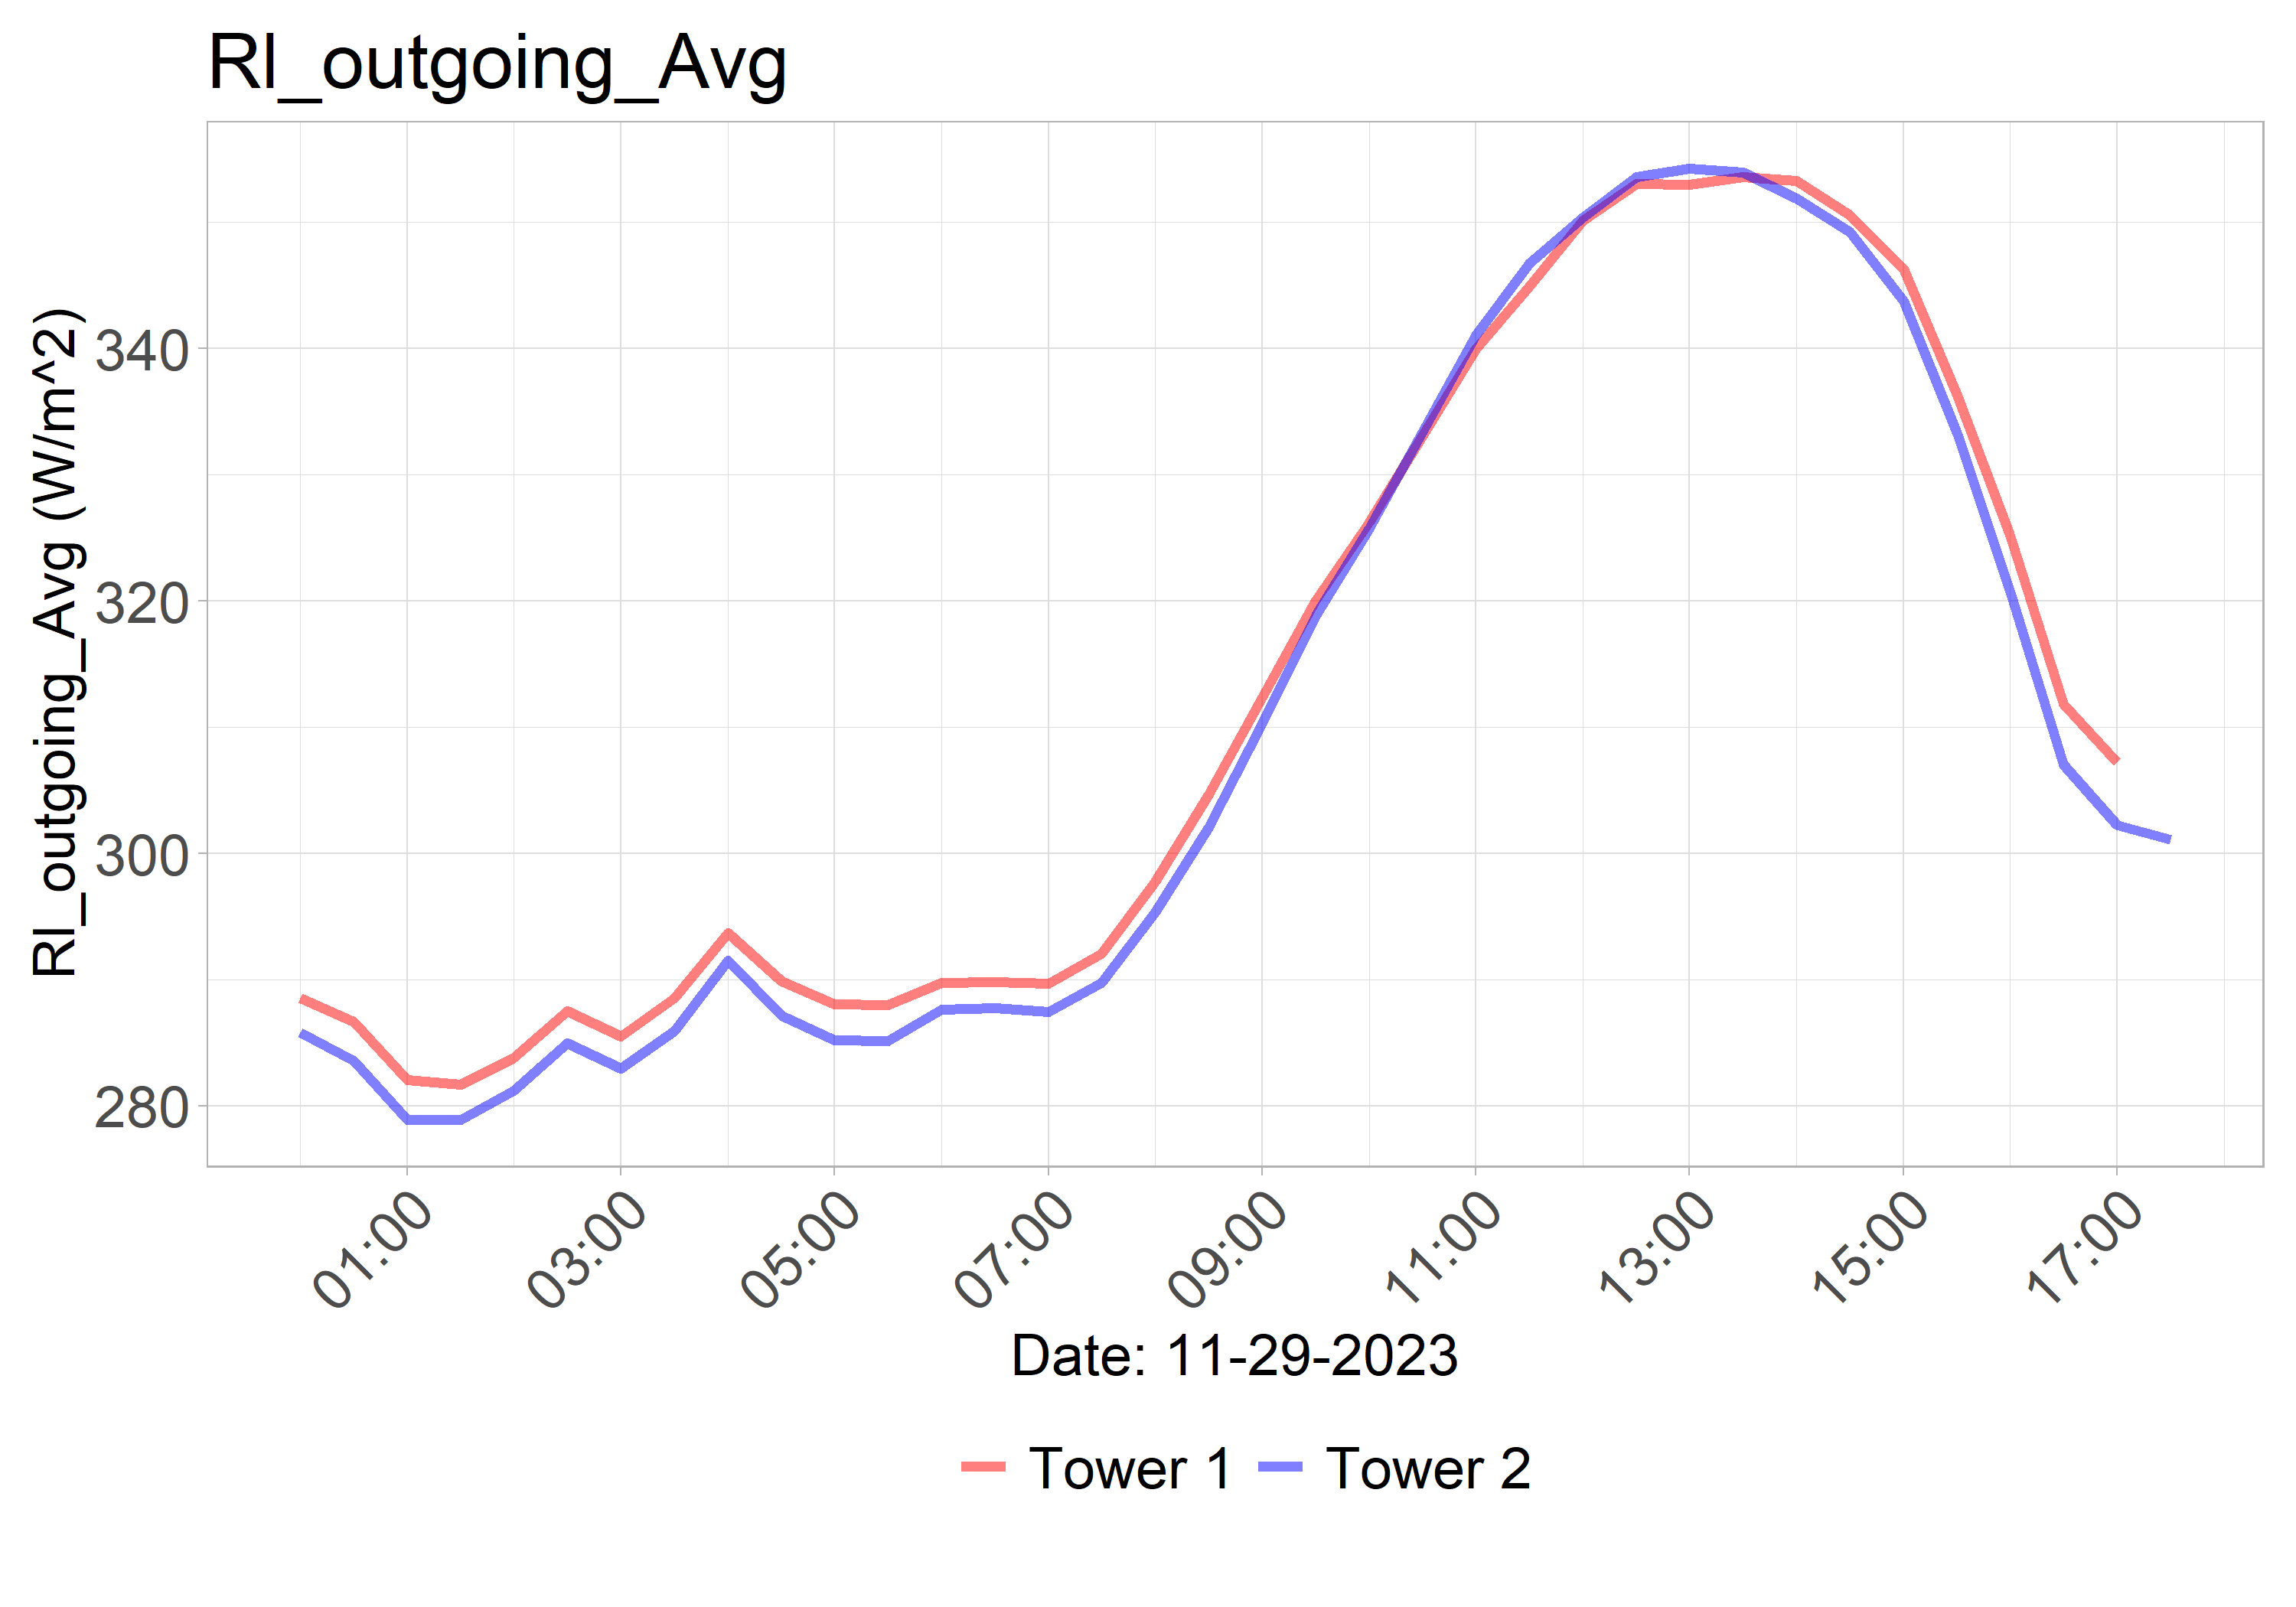 Rl_outgoing_Avg
Rl_outgoing_Avg (W/m^2)
340
320
300
280
01:00
03:00
05:00
07:00
09:00
11:00
13:00
15:00
17:00
Date: 11-29-2023
Tower 1
Tower 2